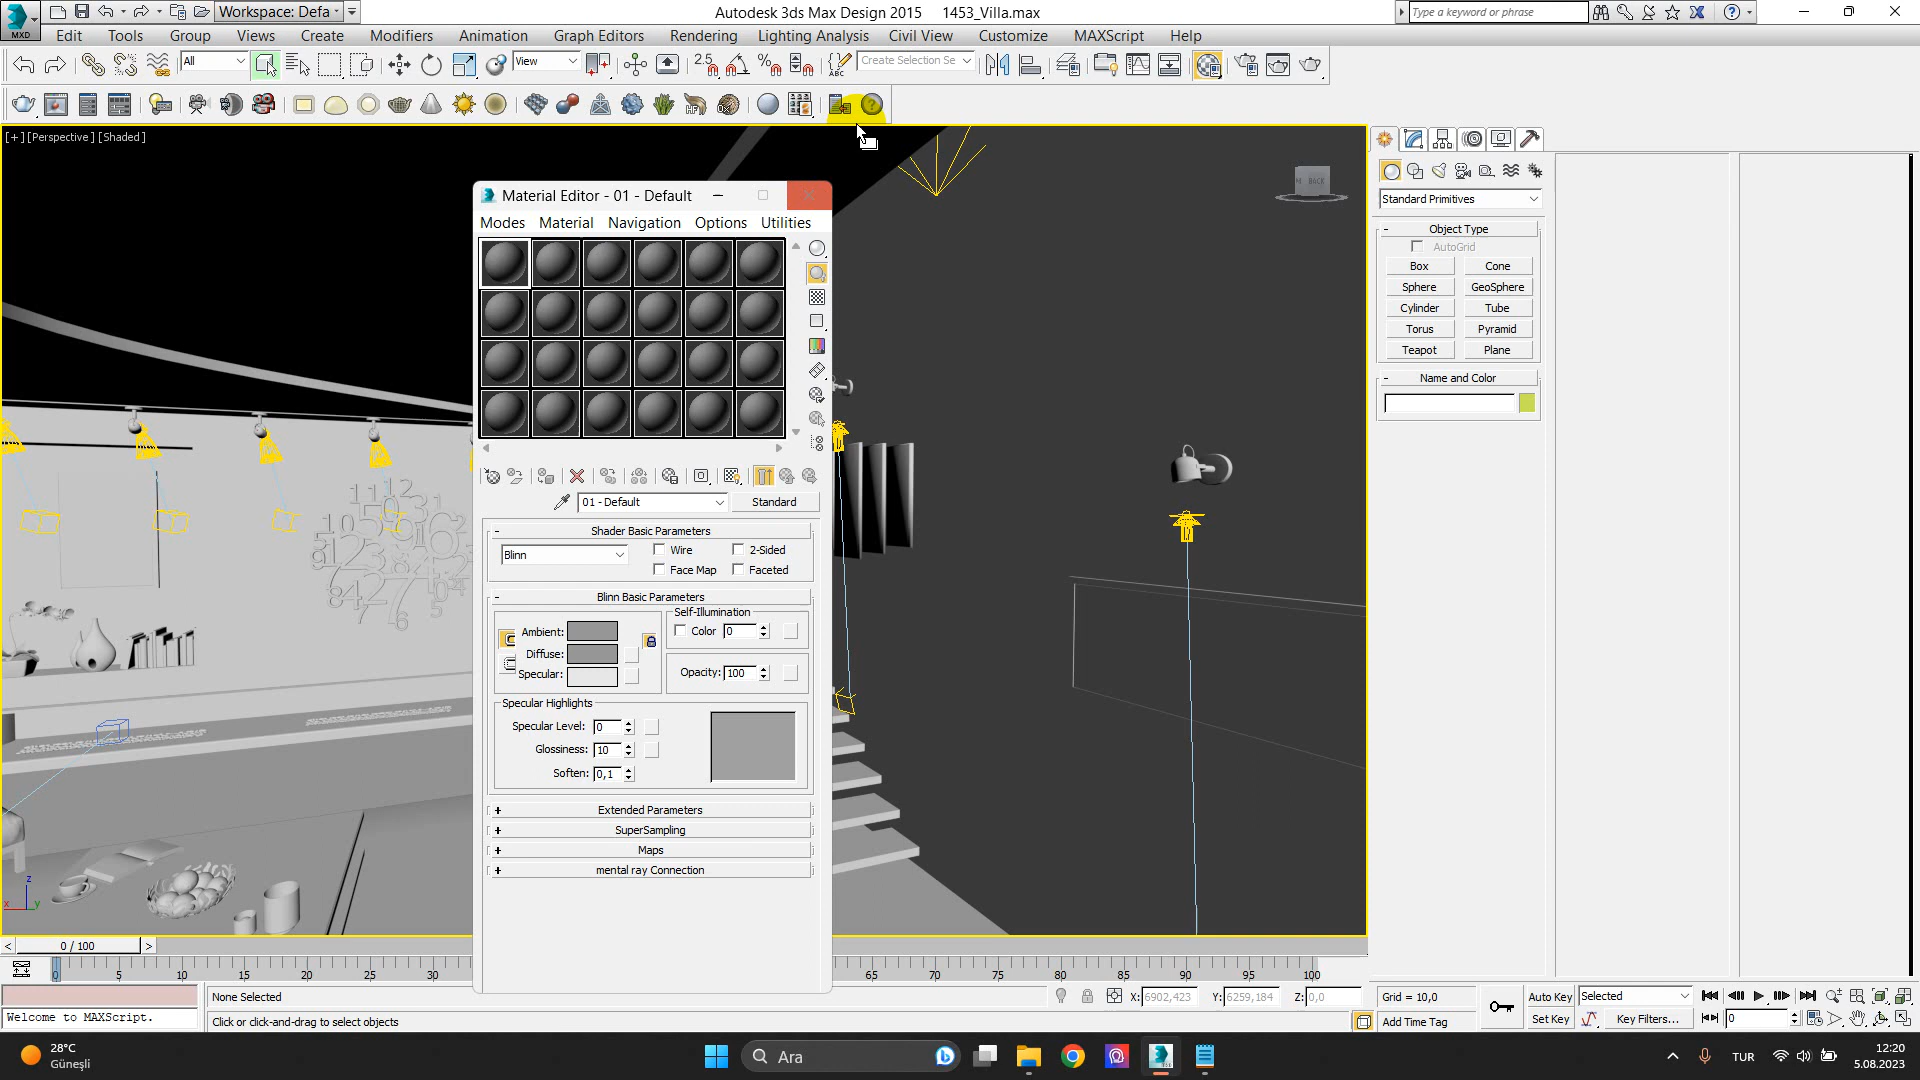 MXD
Workspace: Defa
Autodesk 3ds Max Design 2015 1453_Villa.max
Type a keyword or phrase
Edit Tools Group Views Create Modifiers Animation Graph Editors Rendering Lighting Analysis Civil View Customize MAXScript Help
All
View
2.5
Create Selection Se
[+] [Perspective] [Shaded]
BACK
Material Editor - 01 - Default
Modes Material Navigation Options Utilities
01 - Default
Standard
Shader Basic Parameters
Blinn
Wire
2-Sided
Face Map
Faceted
Blinn Basic Parameters
Ambient:
Diffuse:
Specular:
Self-Illumination
Color 0
Opacity: 100
Specular Highlights
Specular Level: 0
Glossiness: 10
Soften: 0,1
Extended Parameters
SuperSampling
Maps
mental ray Connection
Standard Primitives
Object Type
AutoGrid
Box Cone
Sphere GeoSphere
Cylinder Tube
Torus Pyramid
Teapot Plane
Name and Color
z
x y
0 / 100
0 5 10 15 20 25 30 65 70 75 80 85 90 95 100
None Selected
X: 6902,423 Y: 6259,184 Z: 0,0
Grid = 10,0
Auto Key
Selected
Welcome to MAXScript.
Click or click-and-drag to select objects
Add Time Tag
Set Key
Key Filters...
0
28°C
Güneşli
Ara
TUR
12:20
5.08.2023